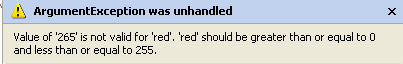 ArgumentException was unhandled
Value of '265' is not valid for 'red'. 'red' should be greater than or equal to 0
and less than or equal to 255.